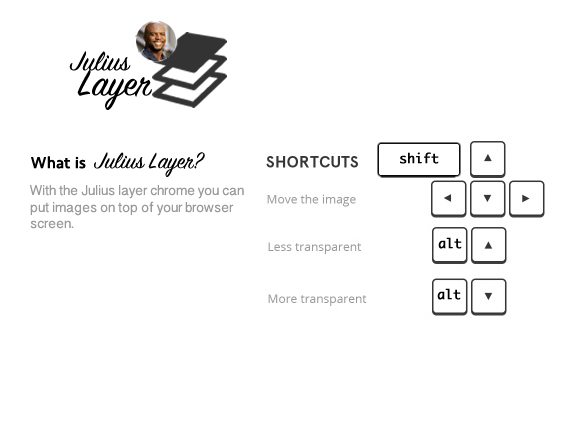 Julius
Layer
What is Julius Layer?
With the Julius layer chrome you can
put images on top of your browser
screen.
SHORTCUTS
shift ▲
Move the image ◄ ▼ ►
Less transparent alt ▲
More transparent alt ▼